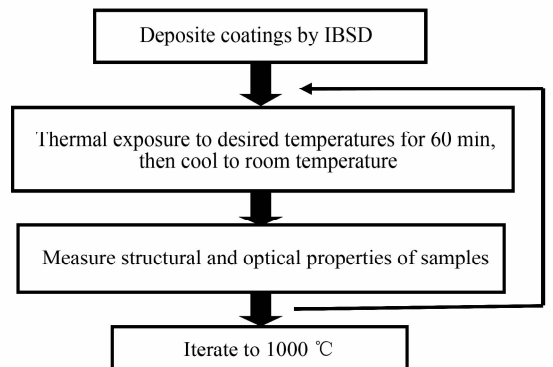 Deposite coatings by IBSD
Thermal exposure to desired temperatures for 60 min,
then cool to room temperature
Measure structural and optical properties of samples
Iterate to 1000 ℃